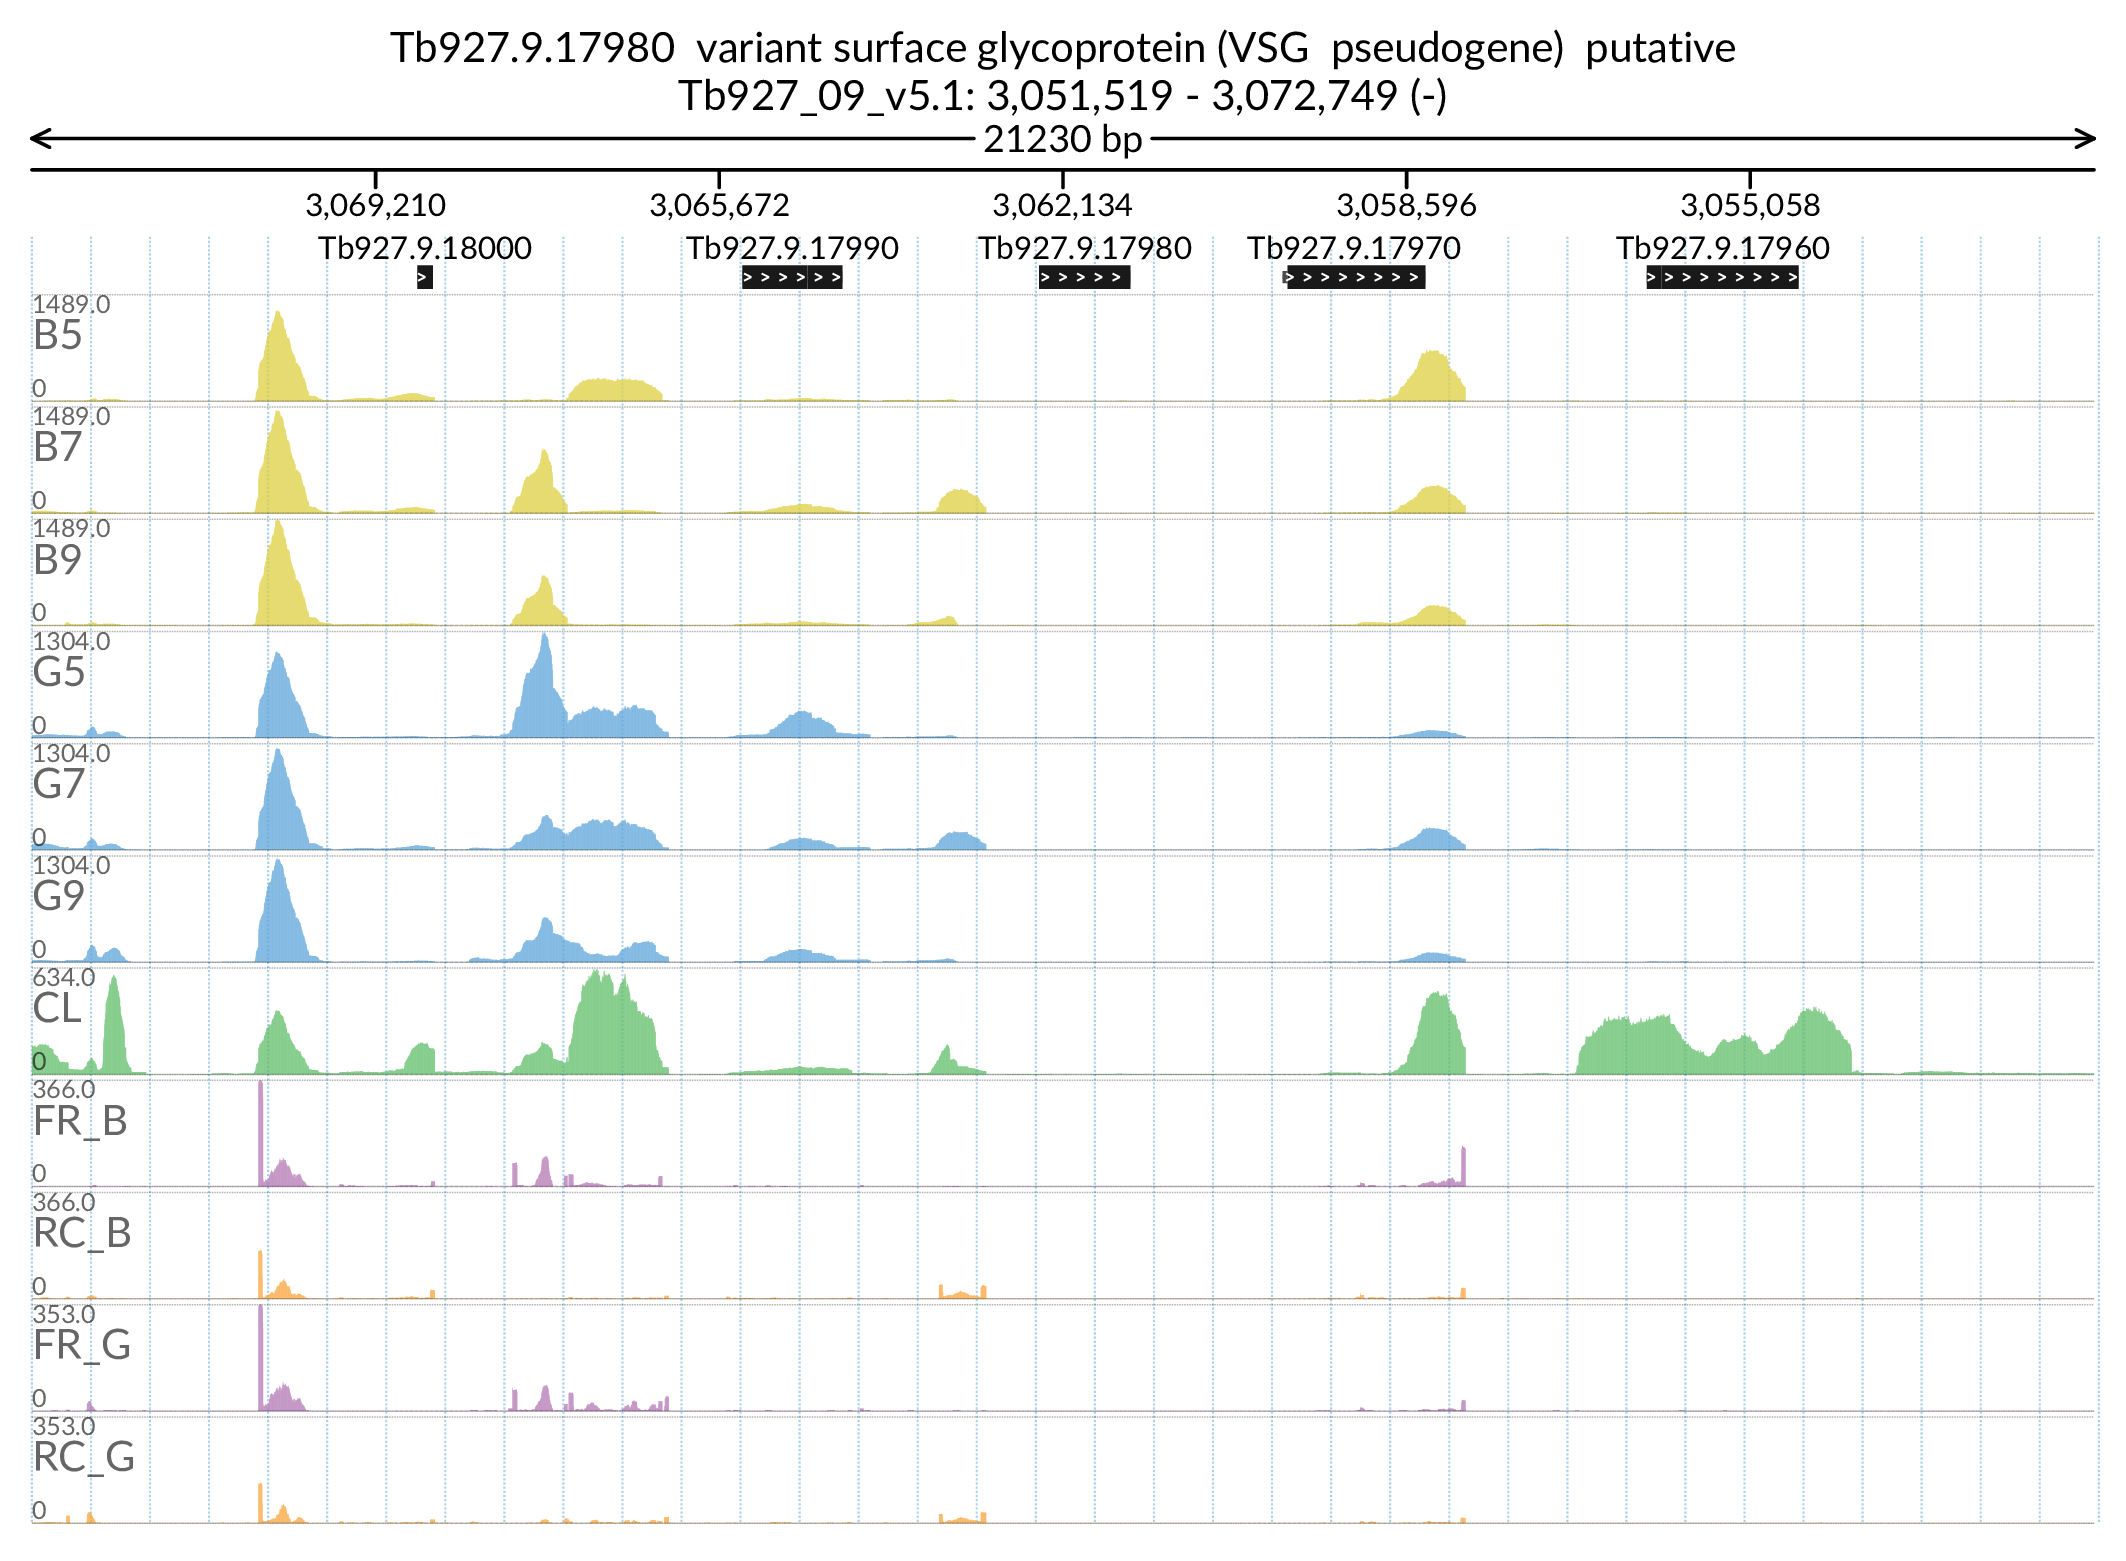 Tb927.9.17980 variant surface glycoprotein (VSG pseudogene) putative
Tb927_09_v5.1: 3,051,519 - 3,072,749 (-)
21230 bp
3,069,210 3,065,672 3,062,134 3,058,596 3,055,058
Tb927.9.18000 Tb927.9.17990 Tb927.9.17980 Tb927.9.17970 Tb927.9.17960
1489.0
B5
0
1489.0
B7
0
1489.0
B9
0
1304.0
G5
0
1304.0
G7
0
1304.0
G9
0
634.0
CL
0
366.0
FR_B
0
366.0
RC_B
0
353.0
FR_G
0
353.0
RC_G
0